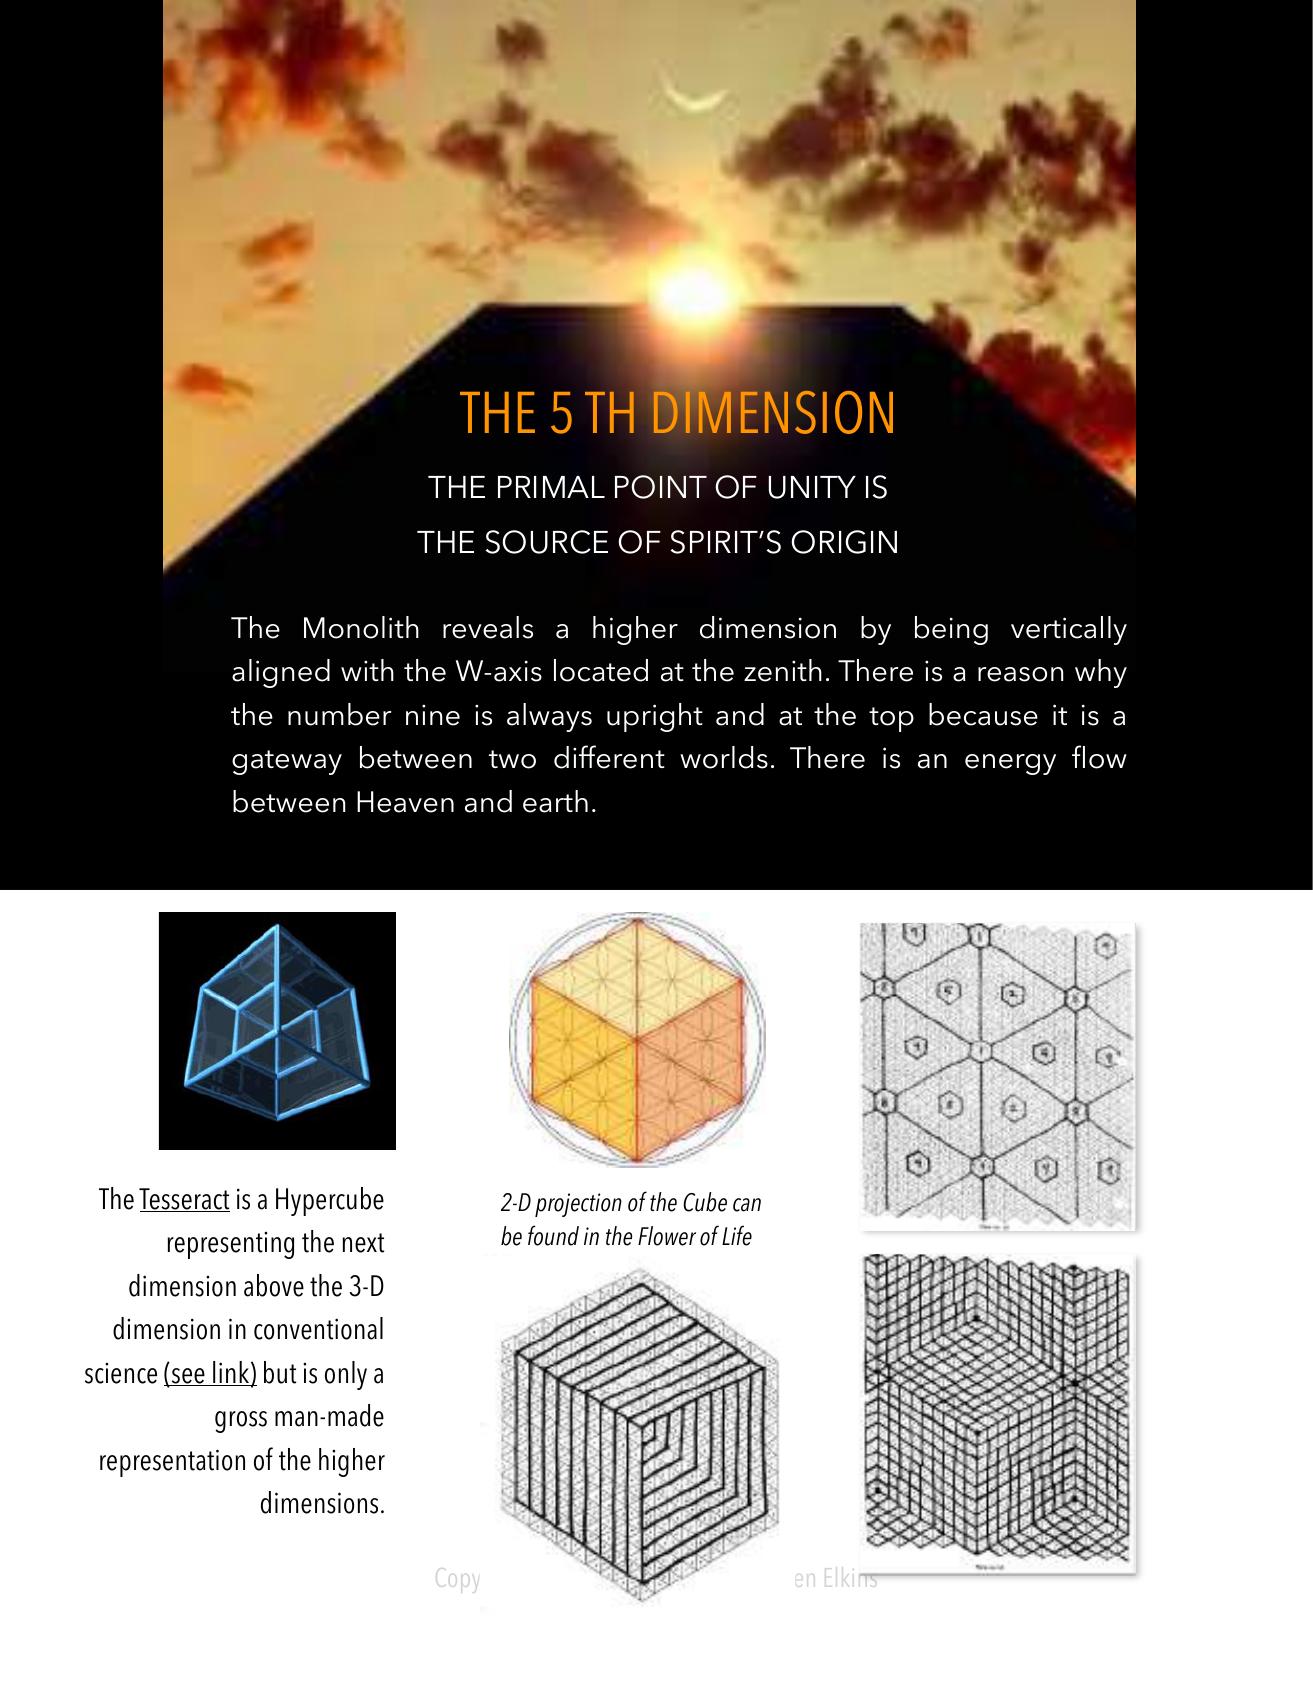 THE 5 TH DIMENSION
THE PRIMAL POINT OF UNITY IS
THE SOURCE OF SPIRIT’S ORIGIN
The Monolith reveals a higher dimension by being vertically
aligned with the W-axis located at the zenith. There is a reason why
the number nine is always upright and at the top because it is a
gateway between two different worlds. There is an energy flow
between Heaven and earth.
The Tesseract is a Hypercube
representing the next
dimension above the 3-D
dimension in conventional
science (see link) but is only a
gross man-made
representation of the higher
dimensions.
2-D projection of the Cube can
be found in the Flower of Life
Copy en Elkins